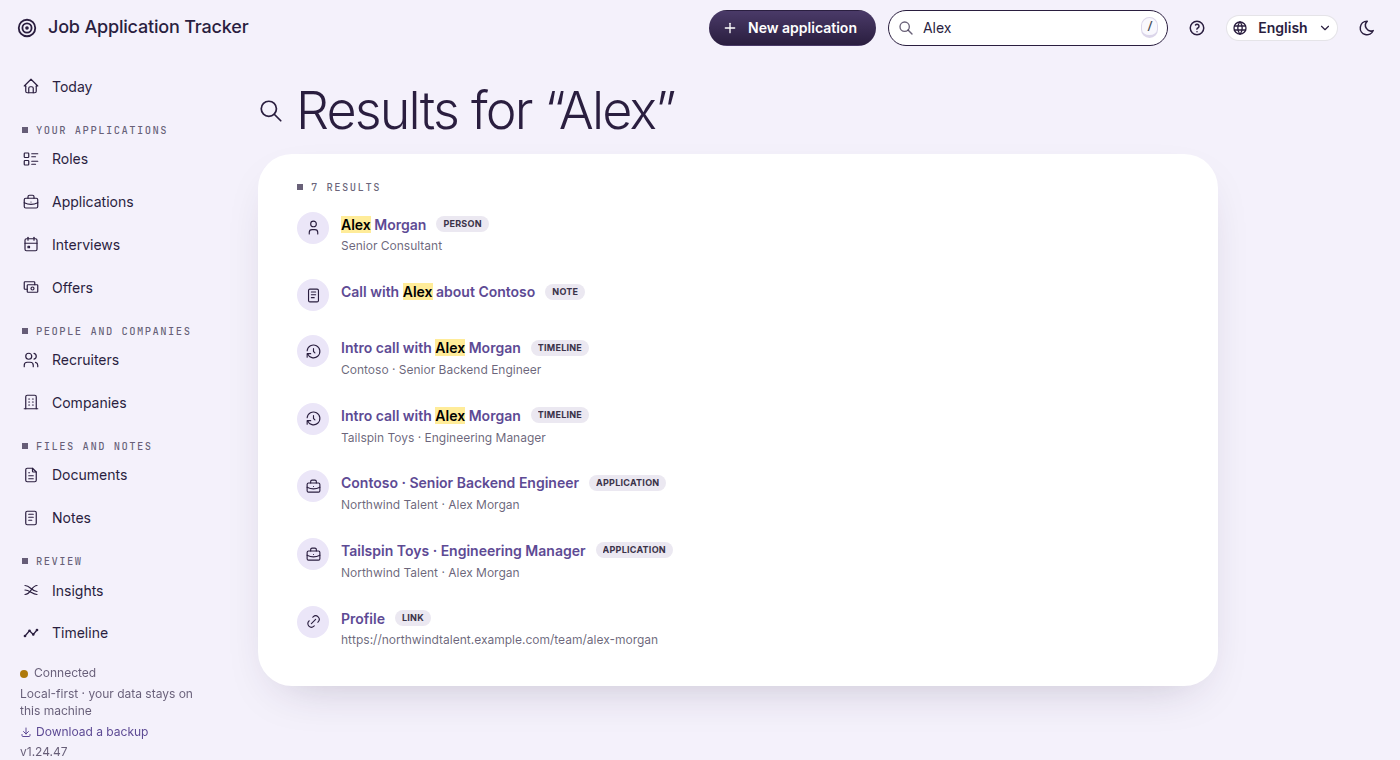 Job Application Tracker
New application
Alex
/
English
Today
YOUR APPLICATIONS
Roles
Applications
Interviews
Offers
PEOPLE AND COMPANIES
Recruiters
Companies
FILES AND NOTES
Documents
Notes
REVIEW
Insights
Timeline
Connected
Local-first · your data stays on
this machine
Download a backup
v1.24.47
Results for “Alex”
7 RESULTS
Alex Morgan PERSON
Senior Consultant
Call with Alex about Contoso NOTE
Intro call with Alex Morgan TIMELINE
Contoso · Senior Backend Engineer
Intro call with Alex Morgan TIMELINE
Tailspin Toys · Engineering Manager
Contoso · Senior Backend Engineer APPLICATION
Northwind Talent · Alex Morgan
Tailspin Toys · Engineering Manager APPLICATION
Northwind Talent · Alex Morgan
Profile LINK
https://northwindtalent.example.com/team/alex-morgan